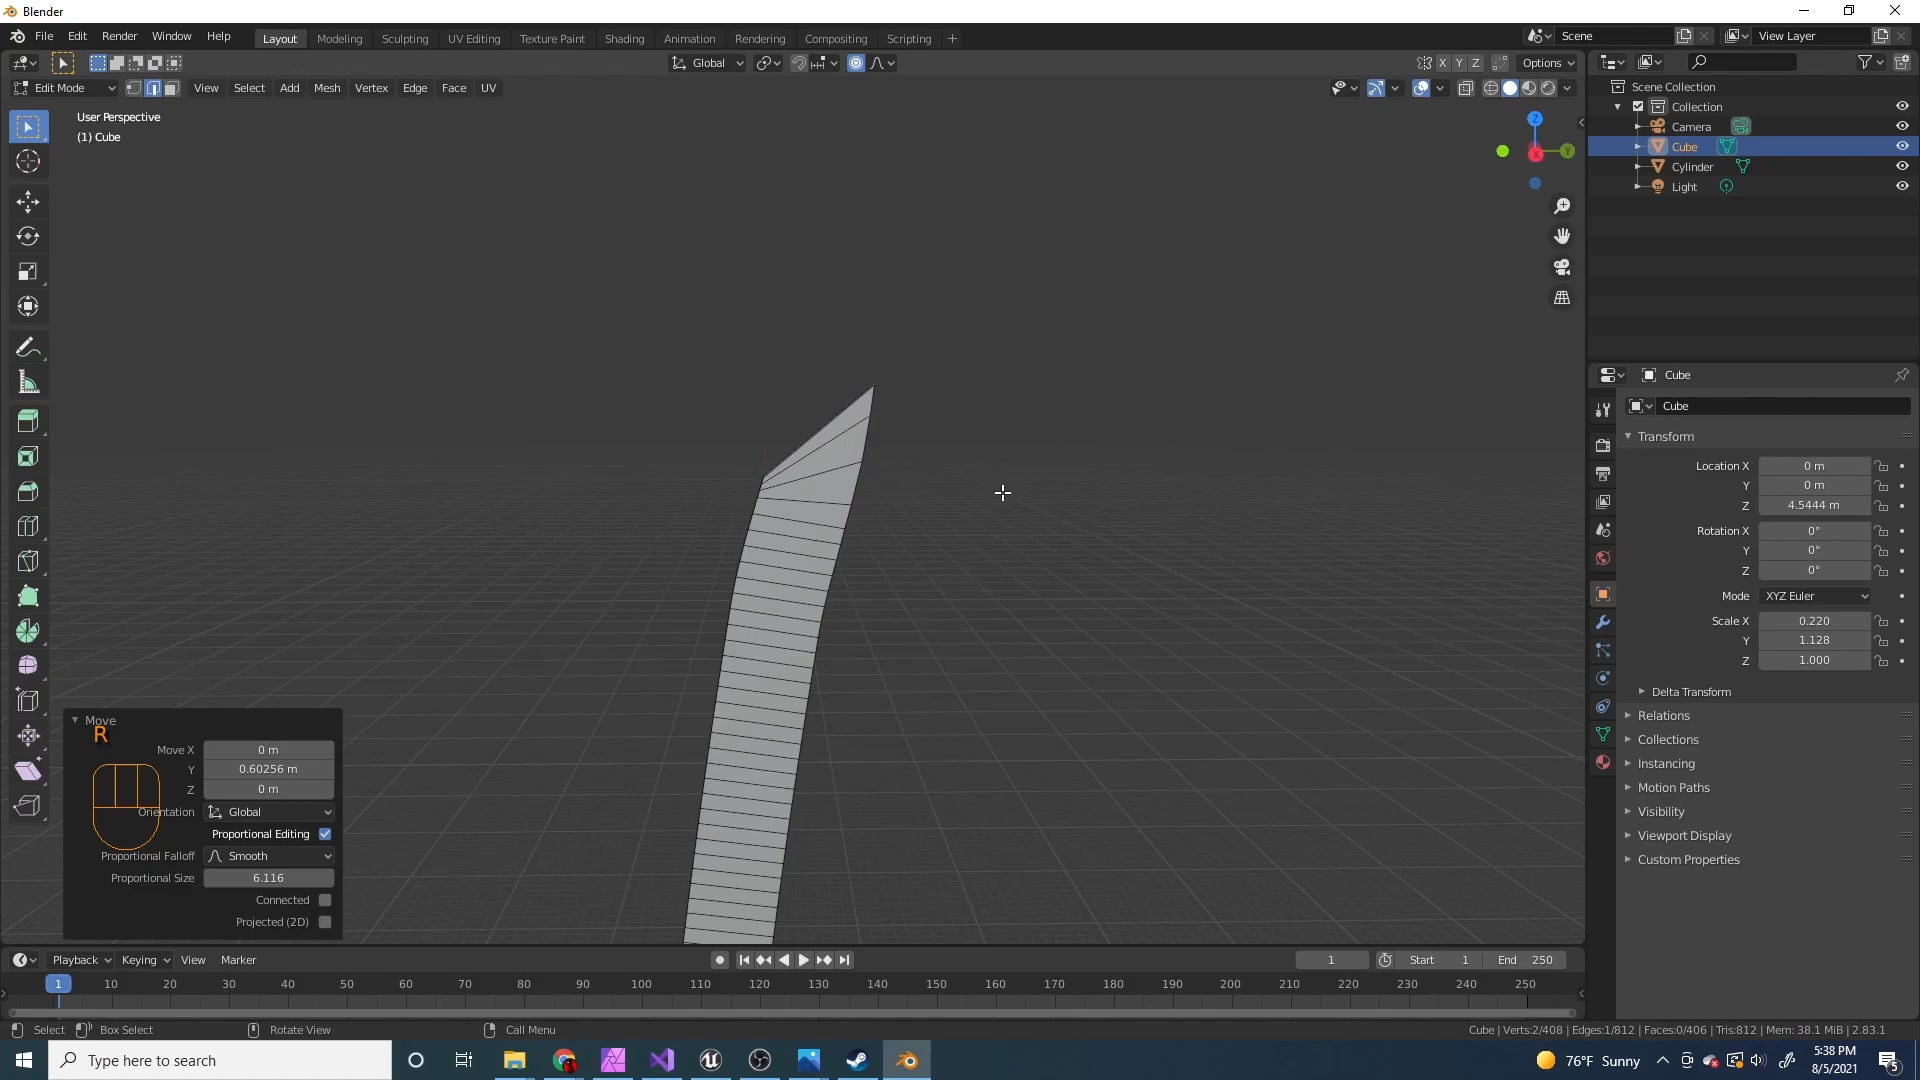 Blender
File Edit Render Window Help Layout Modeling Sculpting UV Editing Texture Paint Shading Animation Rendering Compositing Scripting + Scene View Layer
Global X Y Z Options
Edit Mode View Select Add Mesh Vertex Edge Face UV
User Perspective
(1) Cube
Z
Y
X
Scene Collection
Collection
Camera
Cube
Cylinder
Light
Cube
Cube
Transform
Location X 0 m
Y 0 m
Z 4.5444 m
Rotation X 0°
Y 0°
Z 0°
Mode XYZ Euler
Scale X 0.220
Y 1.128
Z 1.000
Delta Transform
Relations
Collections
Instancing
Motion Paths
Visibility
Viewport Display
Custom Properties
Move
R
Move X 0 m
Y 0.60256 m
Z 0 m
Orientation Global
Proportional Editing
Proportional Falloff Smooth
Proportional Size 6.116
Connected
Projected (2D)
Playback Keying View Marker 1 Start 1 End 250
1 10 20 30 40 50 60 70 80 90 100 110 120 130 140 150 160 170 180 190 200 210 220 230 240 250
Select Box Select Rotate View Call Menu Cube | Verts:2/408 | Edges:1/812 | Faces:0/406 | Tris:812 | Mem: 38.1 MiB | 2.83.1
Type here to search 76°F Sunny 5:38 PM
8/5/2021
5